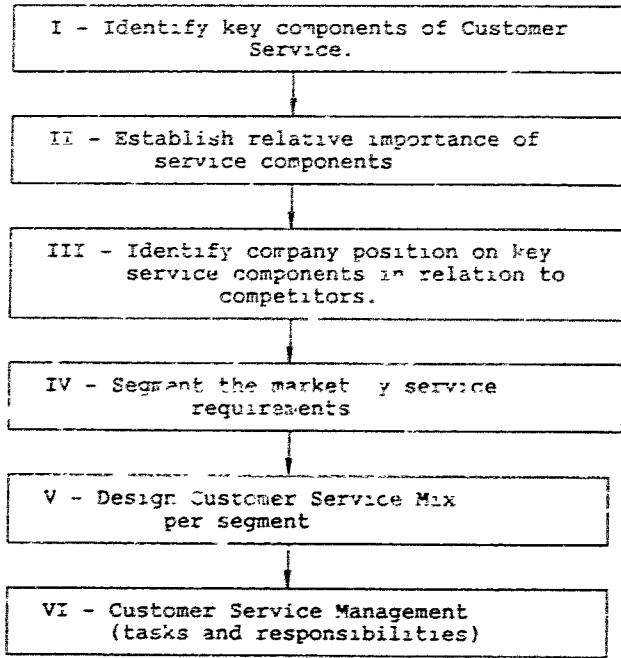 I - Identify key components of Customer
Service.
II - Establish relative importance of
service components
III - Identify company position on key
service components in relation to
competitors.
IV - Segment the market y service
requirements
V - Design Customer Service Mix
per segment
VI - Customer Service Management
(tasks and responsibilities)